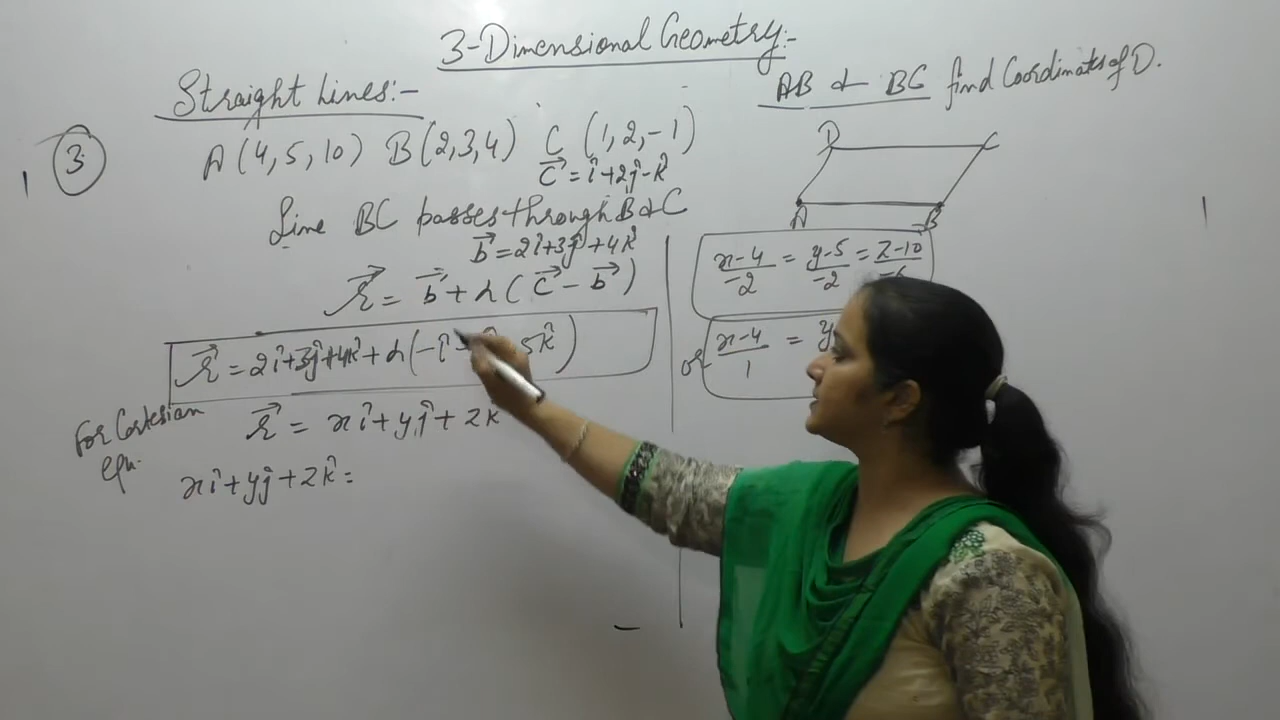 3-Dimensional Geometry:-
Straight Lines:-
AB & BC find Coordinates of D.
3
A (4, 5, 10) B (2, 3, 4) C (1, 2, -1)
c⃗ = î+2ĵ-k̂
Line BC passes through B & C
b⃗ = 2î+3ĵ+4k̂
r⃗ = b⃗ + λ( c⃗ - b⃗ )
r⃗ = 2î+3ĵ+4k̂ + λ(-î 5k̂)
For Cartesian
equ.
r⃗ = xî + yĵ + zk̂
xî + yĵ + zk̂ =
D C
A B
x-4/-2 = y-5/-2 = z-10/-6
or x-4/1 = y